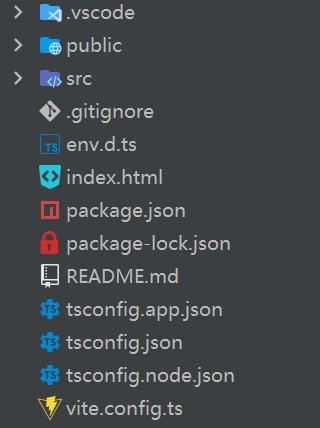 .vscode
public
src
.gitignore
env.d.ts
index.html
package.json
package-lock.json
README.md
tsconfig.app.json
tsconfig.json
tsconfig.node.json
vite.config.ts